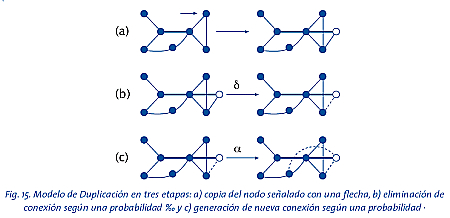 (a)
(b) δ
(c) α
Fig. 15. Modelo de Duplicación en tres etapas: a) copia del nodo señalado con una flecha, b) eliminación de
conexión según una probabilidad ‰ y c) generación de nueva conexión según una probabilidad ·